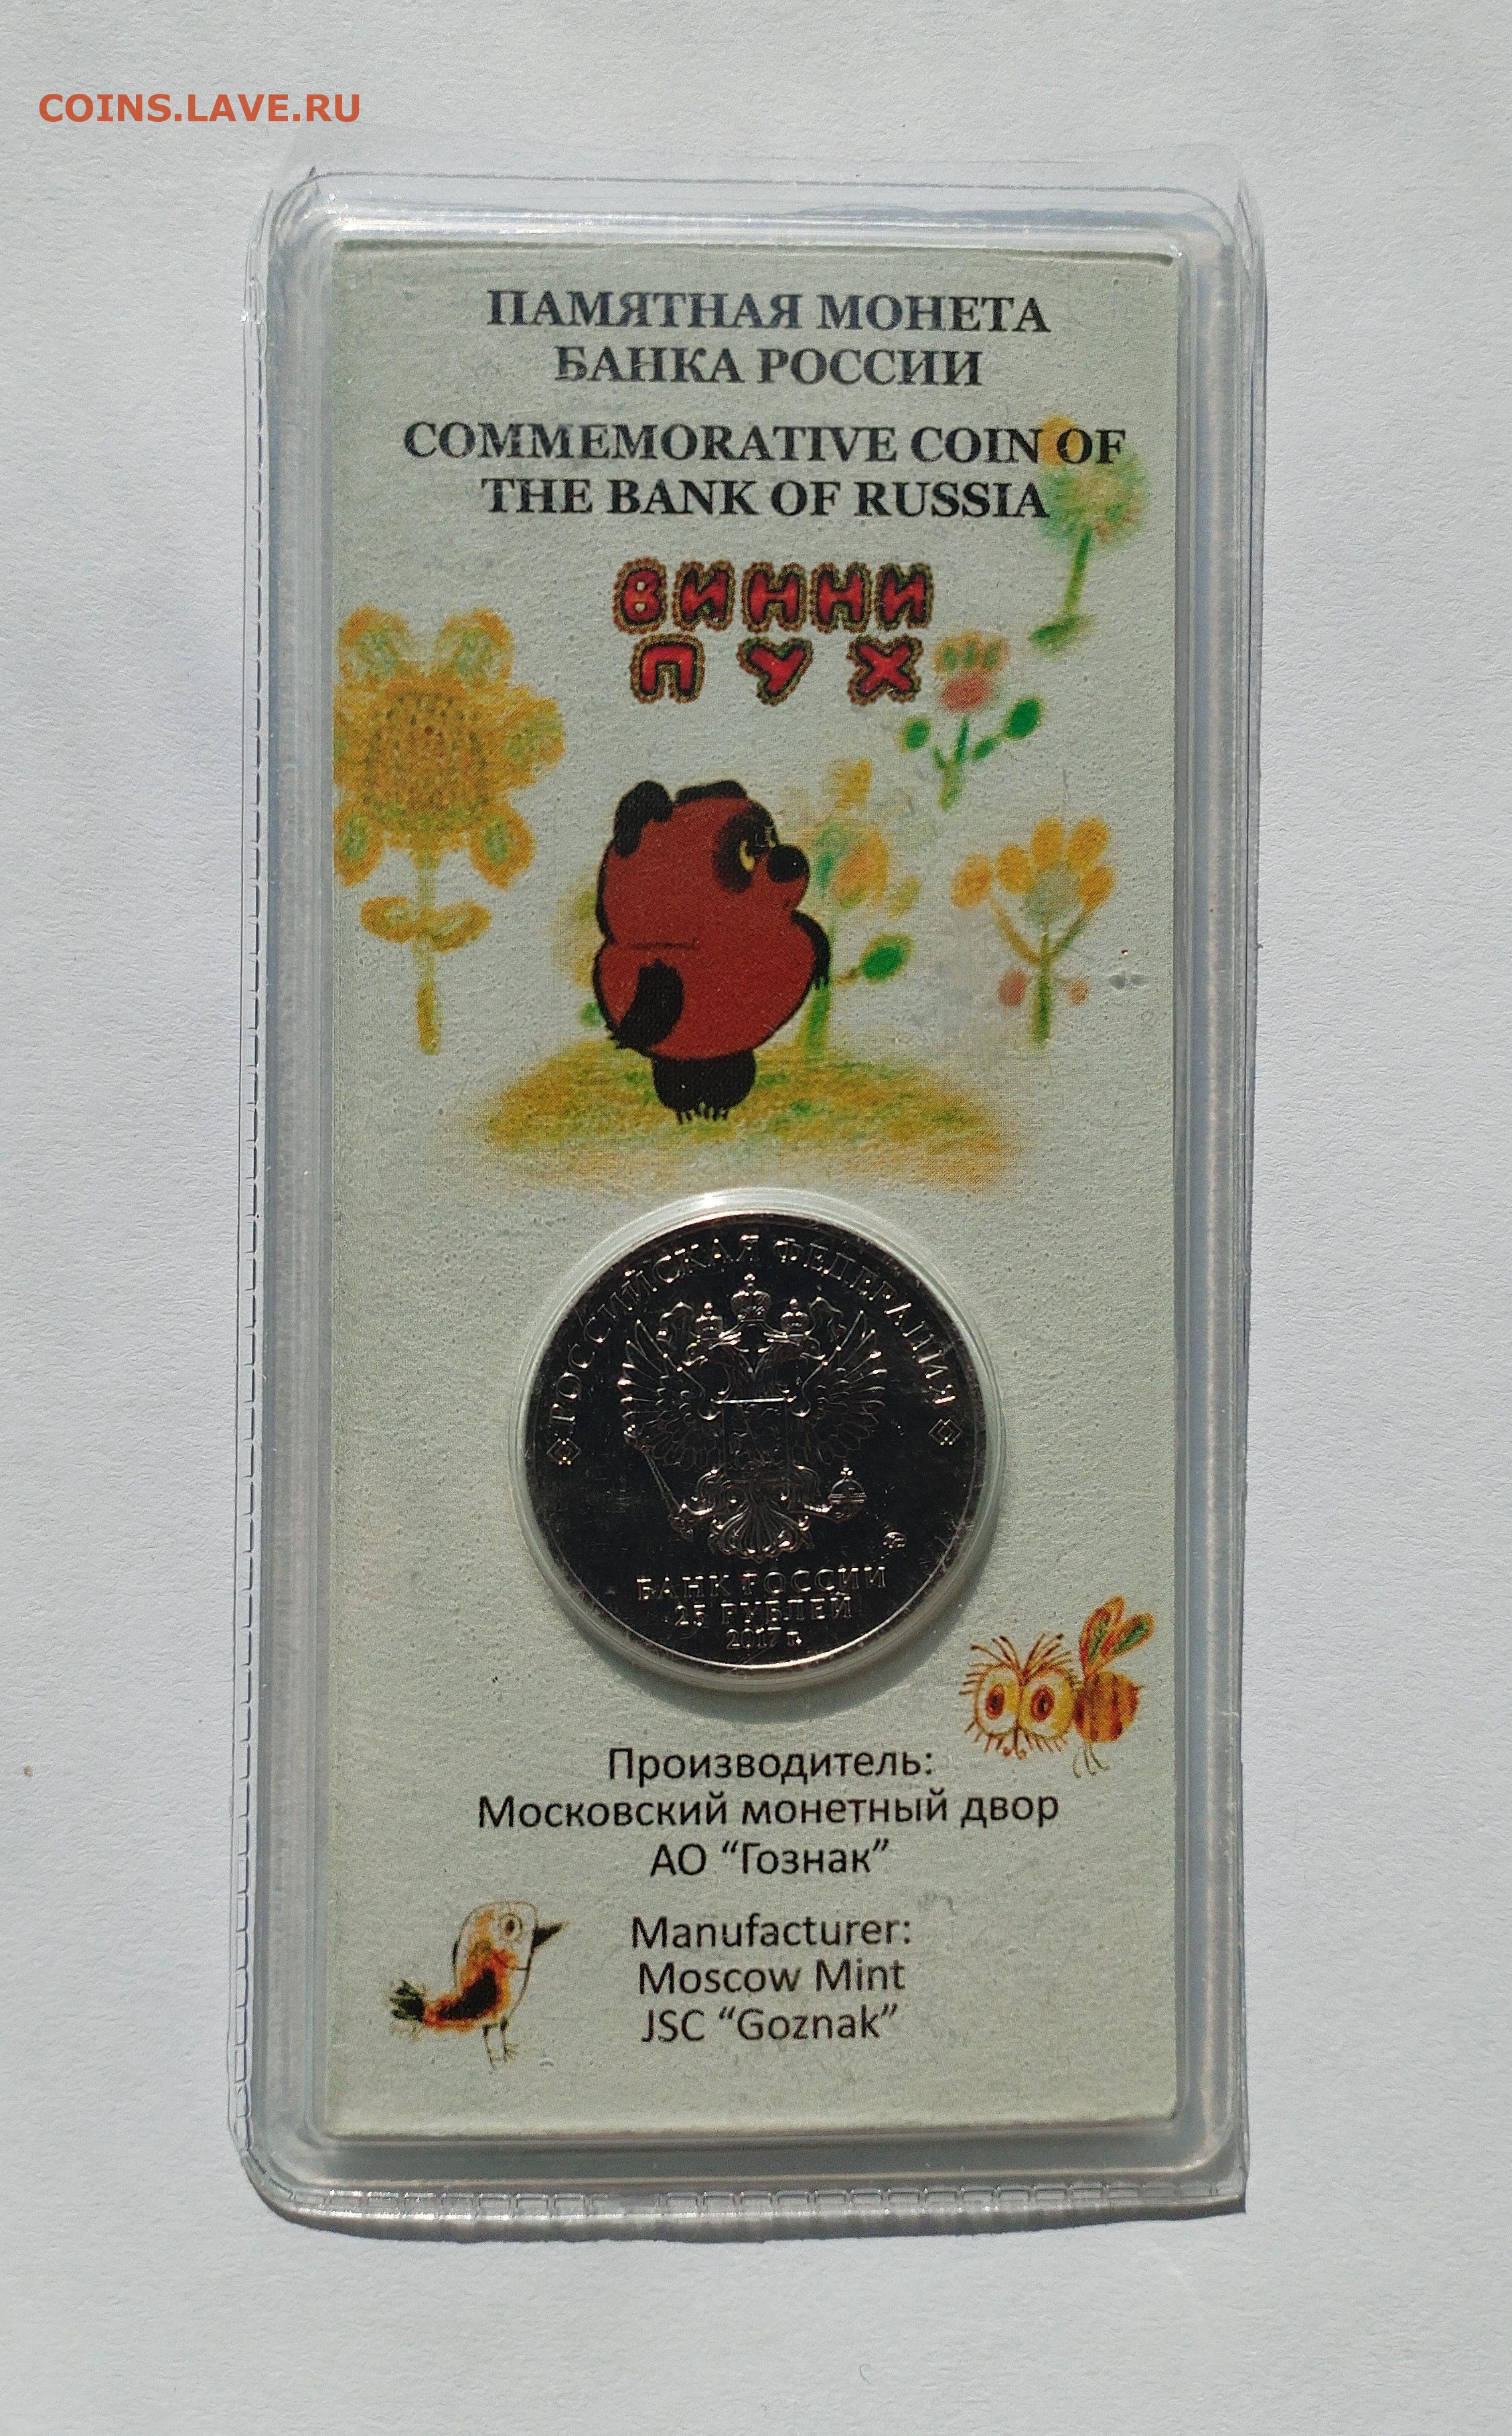 COINS.LAVE.RU
ПАМЯТНАЯ МОНЕТА
БАНКА РОССИИ
COMMEMORATIVE COIN OF
THE BANK OF RUSSIA
ВИННИ
ПУХ
РОССИЙСКАЯ ФЕДЕРАЦИЯ
БАНК РОССИИ
25 РУБЛЕЙ
2017 г.
Производитель:
Московский монетный двор
АО “Гознак”
Manufacturer:
Moscow Mint
JSC “Goznak”